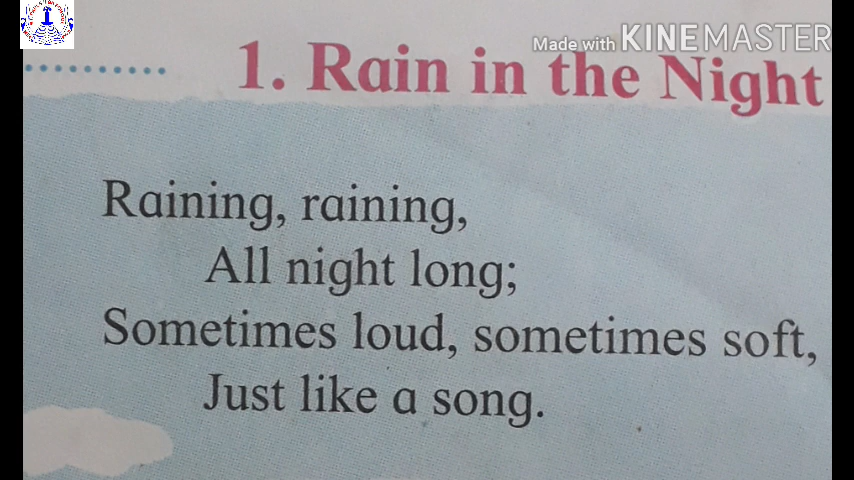 Made with KINEMASTER
1. Rain in the Night
Raining, raining,
All night long;
Sometimes loud, sometimes soft,
Just like a song.